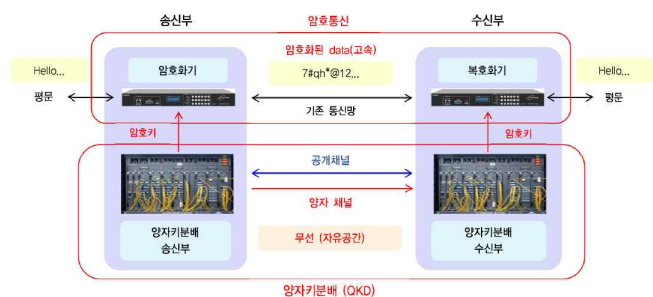 송신부
암호통신
수신부
암호화된 data(고속)
Hello...
암호화기
7#qh*@12...
복호화기
Hello...
평문
기존 통신망
평문
암호키
암호키
공개채널
양자 채널
양자키분배
송신부
무선 (자유공간)
양자키분배
수신부
양자키분배 (QKD)